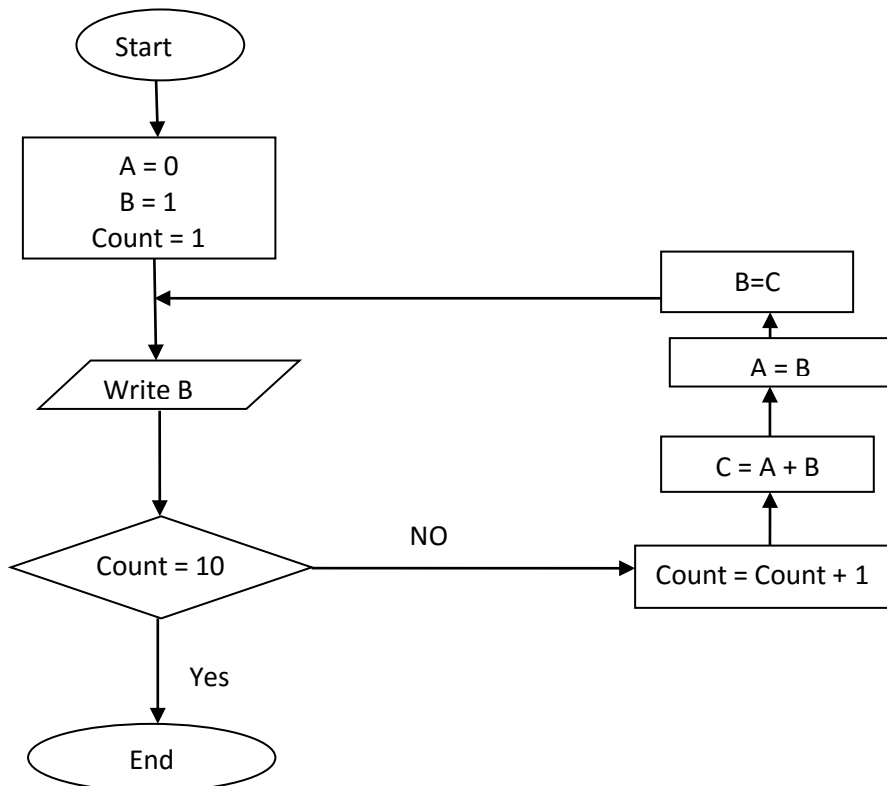 Start
A = 0
B = 1
Count = 1
Write B
Count = 10
NO
Count = Count + 1
C = A + B
A = B
B=C
Yes
End